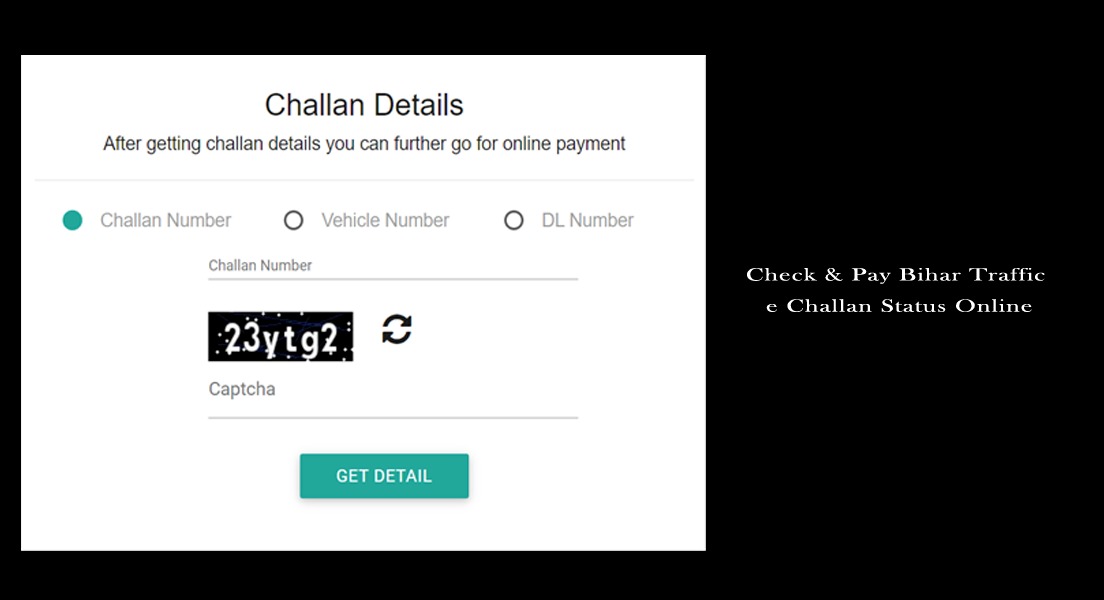 Challan Details
After getting challan details you can further go for online payment
Challan Number
Vehicle Number
DL Number
Challan Number
23ytg2
Captcha
GET DETAIL
Check & Pay Bihar Traffic
e Challan Status Online